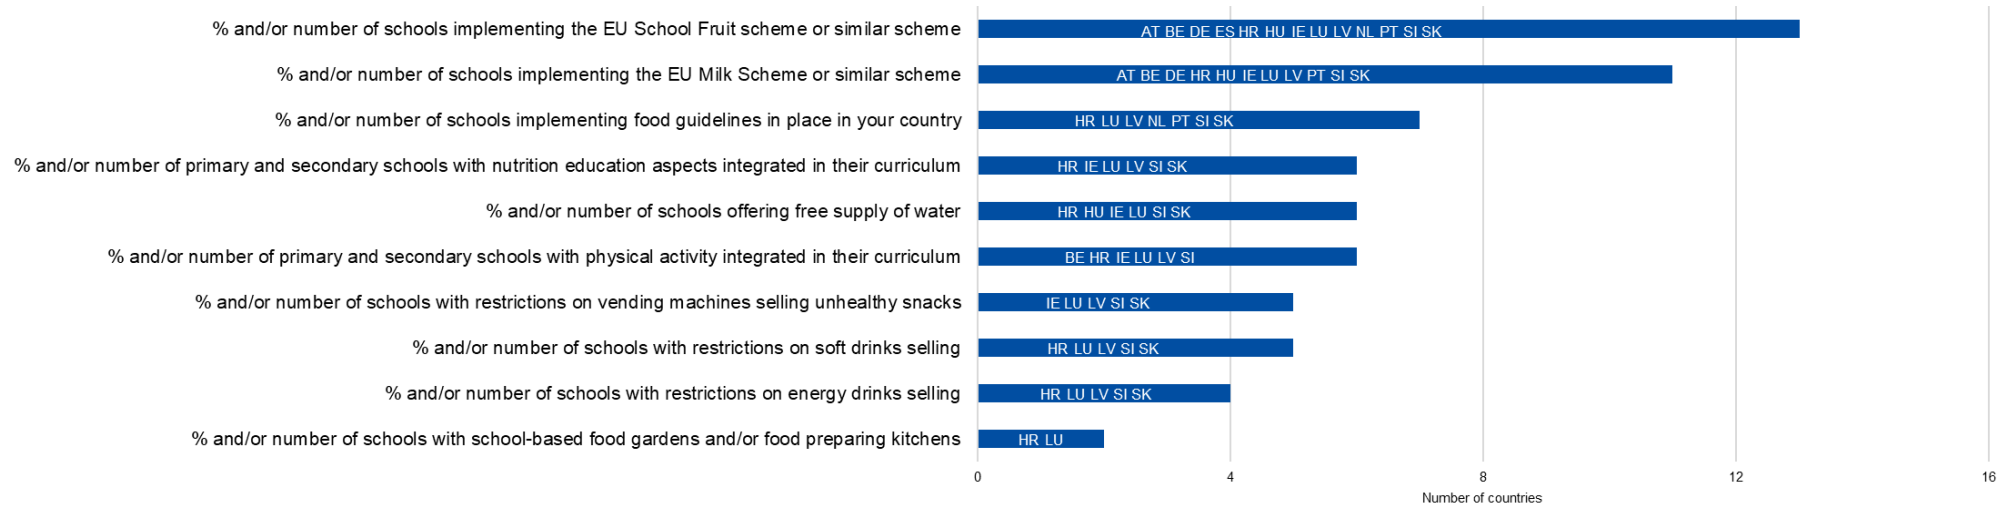 % and/or number of schools implementing the EU School Fruit scheme or similar scheme AT BE DE ES HR HU IE LU LV NL PT SI SK
% and/or number of schools implementing the EU Milk Scheme or similar scheme AT BE DE HR HU IE LU LV PT SI SK
% and/or number of schools implementing food guidelines in place in your country HR LU LV NL PT SI SK
% and/or number of primary and secondary schools with nutrition education aspects integrated in their curriculum HR IE LU LV SI SK
% and/or number of schools offering free supply of water HR HU IE LU SI SK
% and/or number of primary and secondary schools with physical activity integrated in their curriculum BE HR IE LU LV SI
% and/or number of schools with restrictions on vending machines selling unhealthy snacks IE LU LV SI SK
% and/or number of schools with restrictions on soft drinks selling HR LU LV SI SK
% and/or number of schools with restrictions on energy drinks selling HR LU LV SI SK
% and/or number of schools with school-based food gardens and/or food preparing kitchens HR LU
0 4 8 12 16
Number of countries